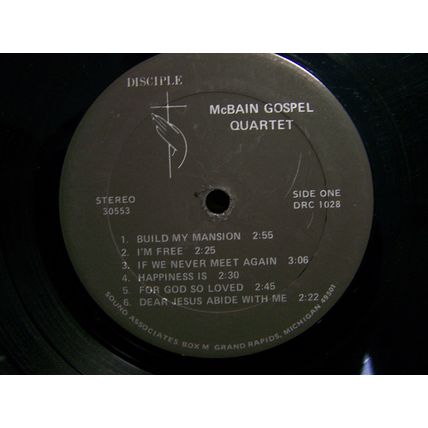 DISCIPLE
McBAIN GOSPEL
QUARTET
STEREO
30553
SIDE ONE
DRC 1028
1. BUILD MY MANSION 2:55
2. I'M FREE 2:25
3. IF WE NEVER MEET AGAIN 3:06
4. HAPPINESS IS 2:30
5. FOR GOD SO LOVED 2:45
6. DEAR JESUS ABIDE WITH ME 2:22
SOUND ASSOCIATES, BOX M GRAND RAPIDS, MICHIGAN 49501